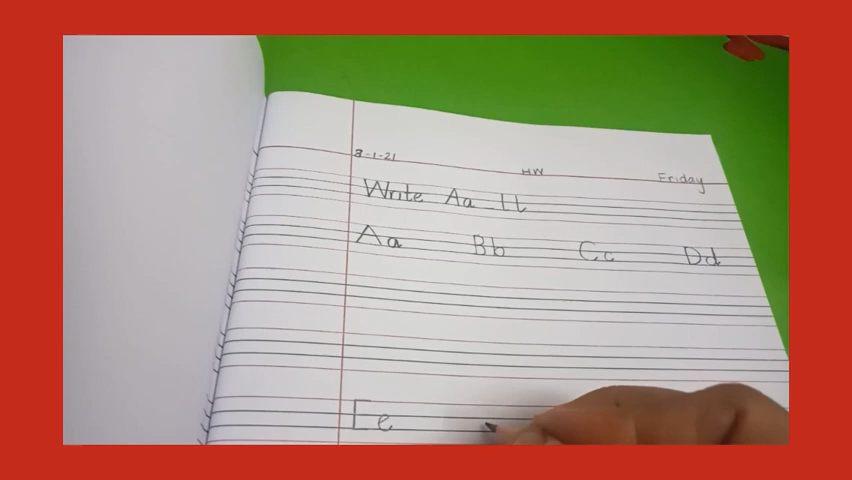 8-1-21 HW Friday
Write Aa - Ll
Aa Bb Cc Dd
Ee